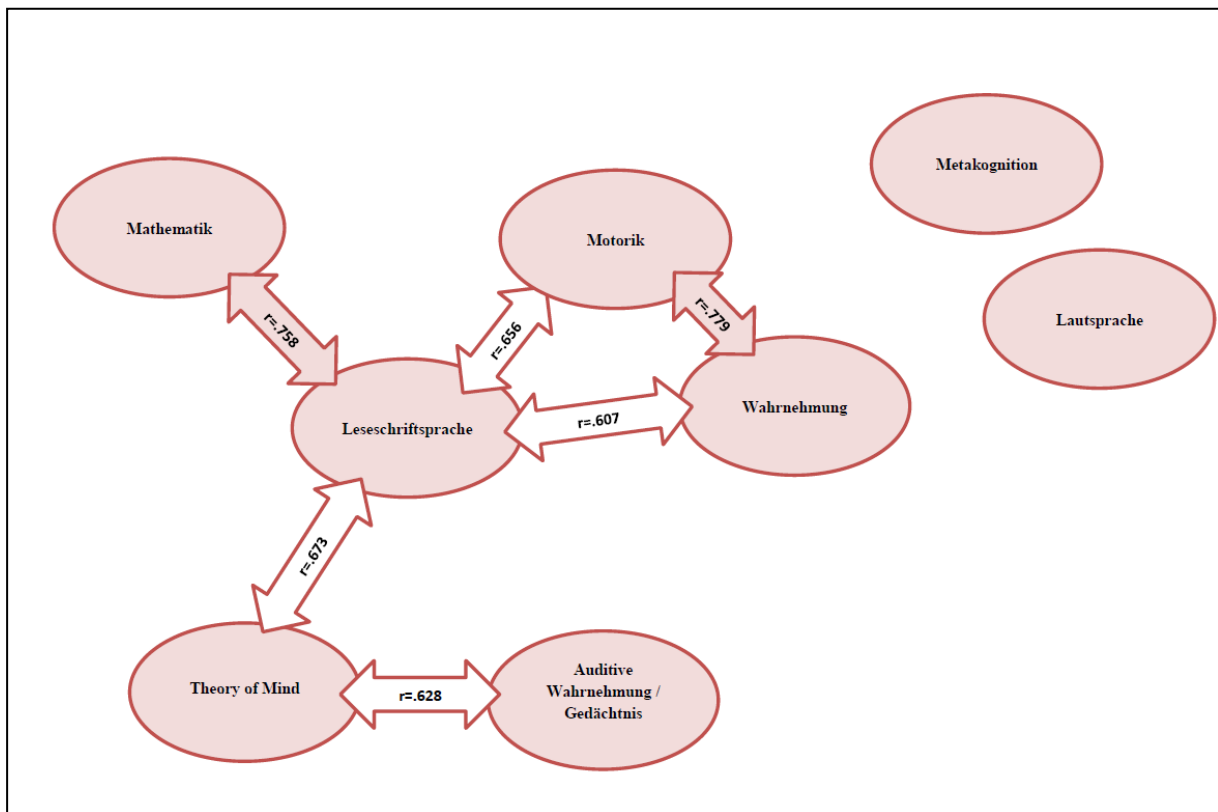 Metakognition
Mathematik
Motorik
Lautsprache
r=.758
r=.656
r=.779
Wahrnehmung
r=.607
Leseschriftsprache
r=.673
Theory of Mind
r=.628
Auditive
Wahrnehmung /
Gedächtnis